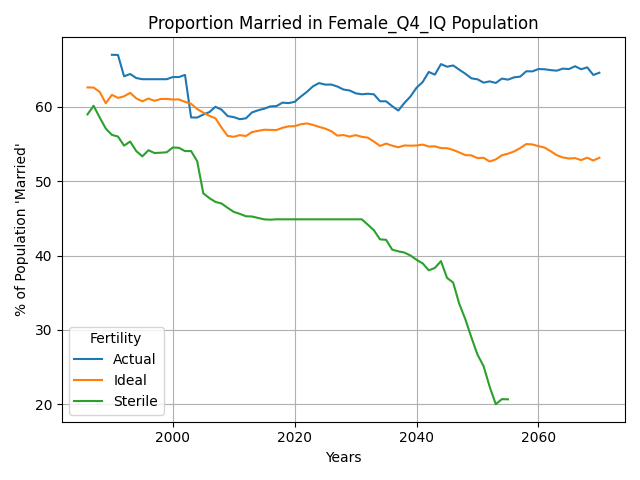 Proportion Married in Female_Q4_IQ Population
% of Population 'Married'
60
50
40
30
20
Fertility
Actual
Ideal
Sterile
2000
2020
2040
2060
Years